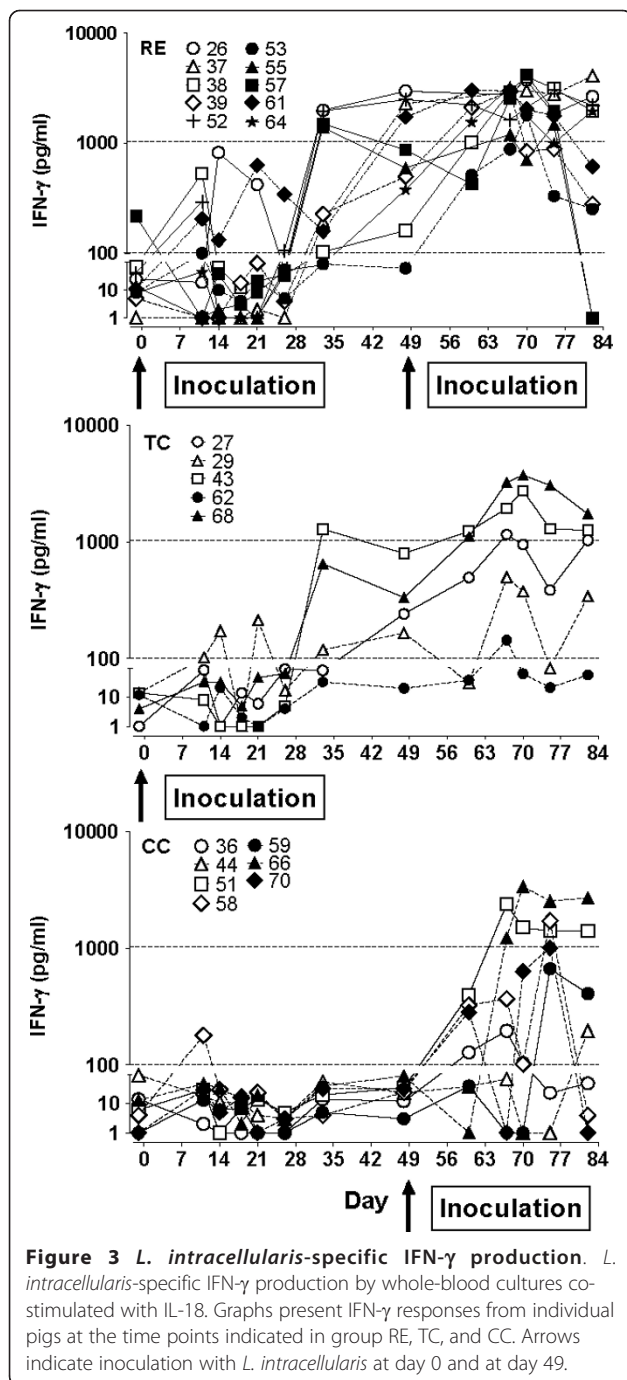 10000
RE
26 53
37 55
38 57
39 61
52 64
1000
IFN-γ (pg/ml)
100
10
1
0 7 14 21 28 35 42 49 56 63 70 77 84
Inoculation Inoculation
10000
TC
27
29
43
62
68
1000
IFN-γ (pg/ml)
100
10
1
0 7 14 21 28 35 42 49 56 63 70 77 84
Inoculation
10000
CC
36 59
44 66
51 70
58
1000
IFN-γ (pg/ml)
100
10
1
0 7 14 21 28 35 42 49 56 63 70 77 84
Day Inoculation
Figure 3 L. intracellularis-specific IFN-γ production. L.
intracellularis-specific IFN-γ production by whole-blood cultures co-
stimulated with IL-18. Graphs present IFN-γ responses from individual
pigs at the time points indicated in group RE, TC, and CC. Arrows
indicate inoculation with L. intracellularis at day 0 and at day 49.